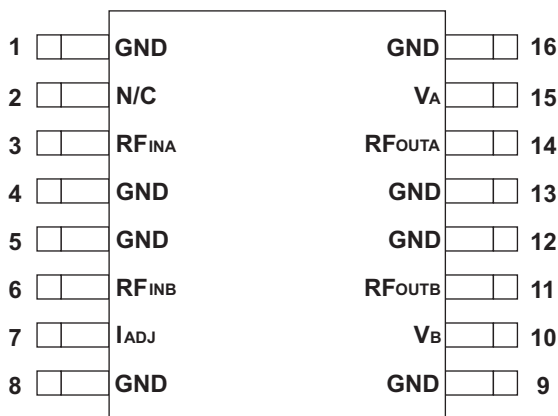 1 GND GND 16
2 N/C VA 15
3 RFINA RFOUTA 14
4 GND GND 13
5 GND GND 12
6 RFINB RFOUTB 11
7 IADJ VB 10
8 GND GND 9